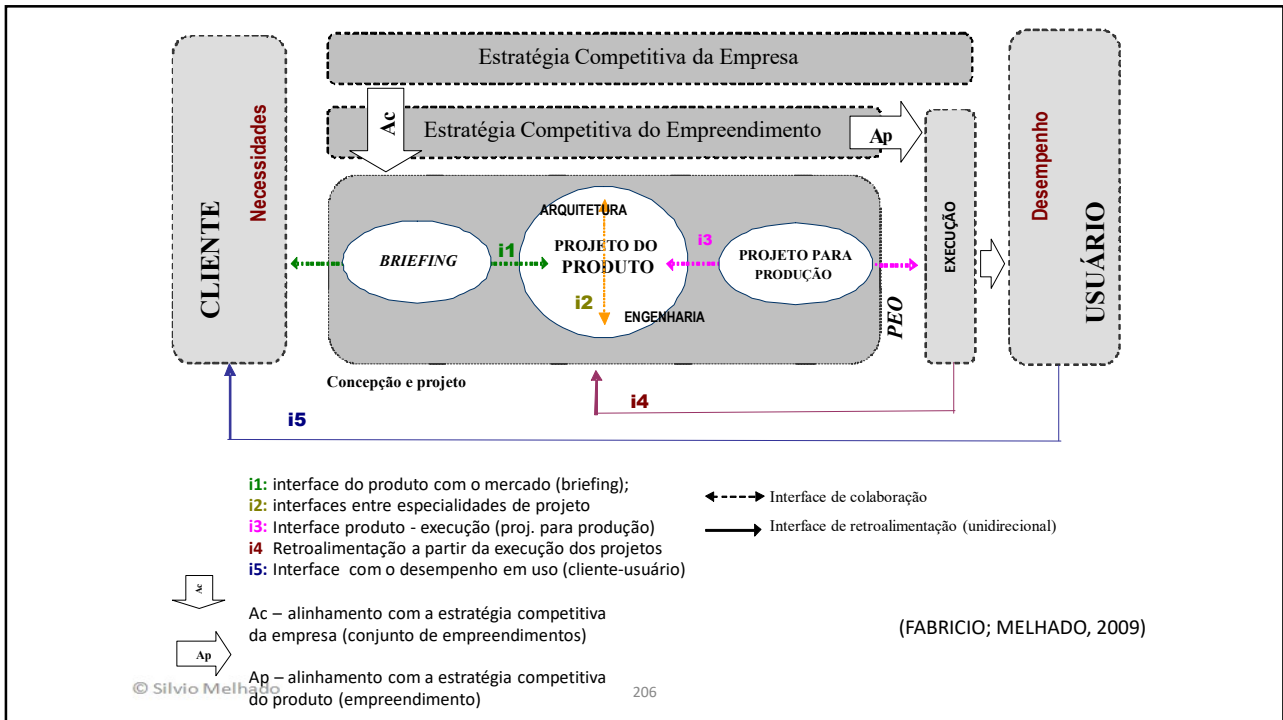 Estratégia Competitiva da Empresa
Ac
Estratégia Competitiva do Empreendimento
Ap
CLIENTE
Necessidades
BRIEFING
i1
ARQUITETURA
PROJETO DO
PRODUTO
i2
ENGENHARIA
i3
PROJETO PARA
PRODUÇÃO
PEO
EXECUÇÃO
Desempenho
USUÁRIO
Concepção e projeto
i4
i5
i1: interface do produto com o mercado (briefing);
i2: interfaces entre especialidades de projeto
i3: Interface produto - execução (proj. para produção)
i4 Retroalimentação a partir da execução dos projetos
i5: Interface com o desempenho em uso (cliente-usuário)
Interface de colaboração
Interface de retroalimentação (unidirecional)
Ac
Ac – alinhamento com a estratégia competitiva
da empresa (conjunto de empreendimentos)
Ap
Ap – alinhamento com a estratégia competitiva
do produto (empreendimento)
(FABRICIO; MELHADO, 2009)
© Silvio Melhado
206